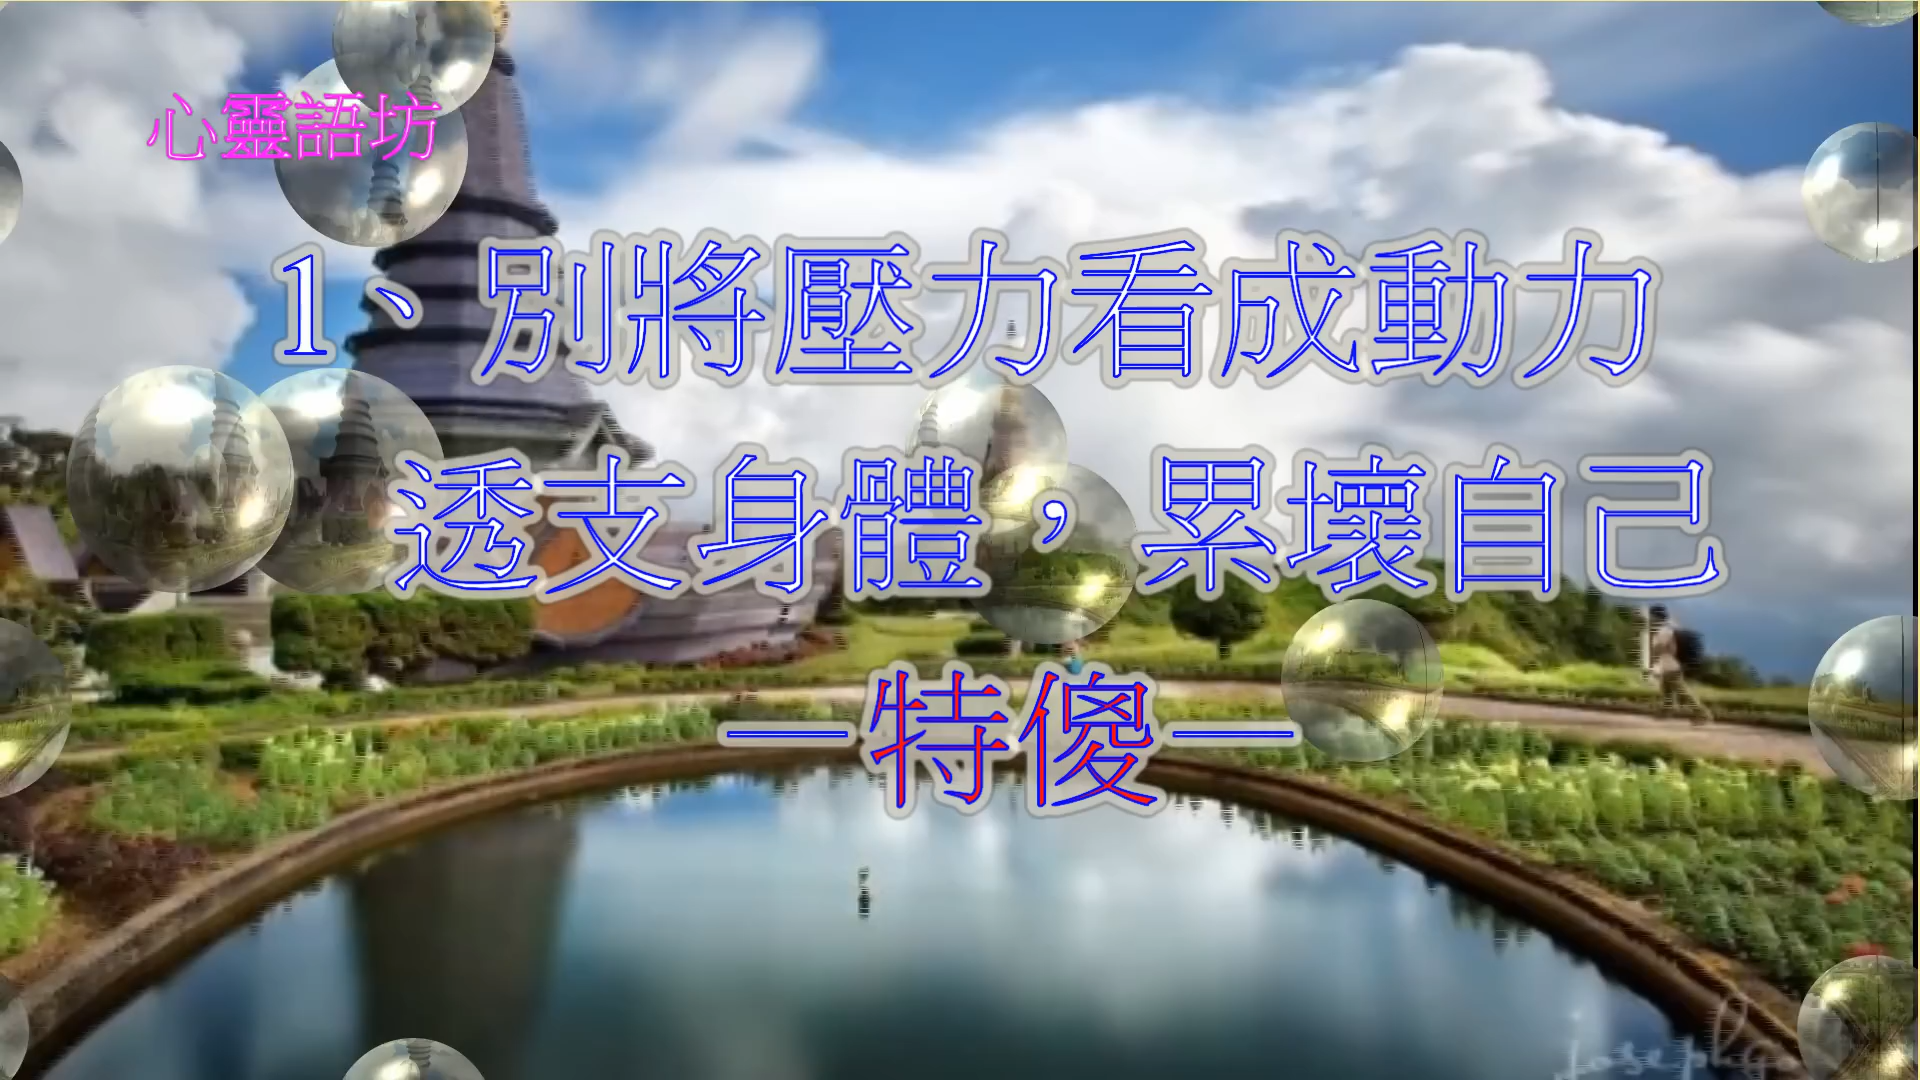 心靈語坊
1、別將壓力看成動力
透支身體，累壞自己
—特傻—